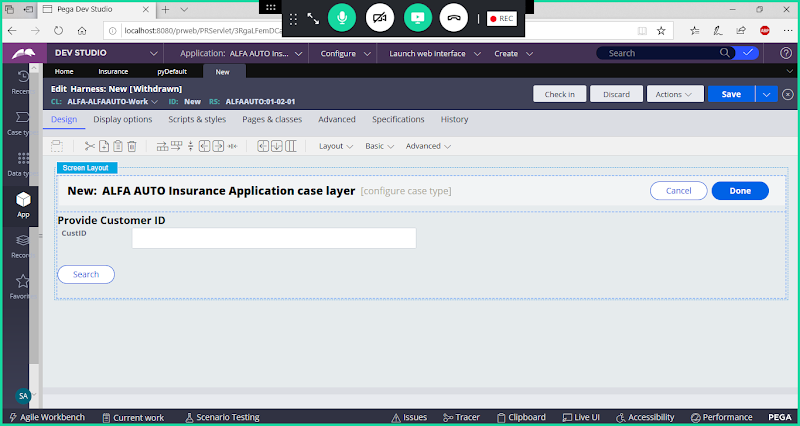 Pega Dev Studio
REC
localhost:8080/prweb/PRServlet/3RgaLFemDCa
ABP
DEV STUDIO
Application: ALFA AUTO Ins...
Configure
Launch web interface
Create
Search
Home
Insurance
pyDefault
New
Recen
Edit Harness: New [Withdrawn]
CL: ALFA-ALFAAUTO-Work
ID: New
RS: ALFAAUTO:01-02-01
Check in
Discard
Actions
Save
Case typ
Design
Display options
Scripts & styles
Pages & classes
Advanced
Specifications
History
Layout
Basic
Advanced
Data ty
Screen Layout
New: ALFA AUTO Insurance Application case layer [configure case type]
Cancel
Done
App
Provide Customer ID
CustID
Recor
Search
Favorit
SA
Agile Workbench
Current work
Scenario Testing
Issues
Tracer
Clipboard
Live UI
Accessibility
Performance
PEGA